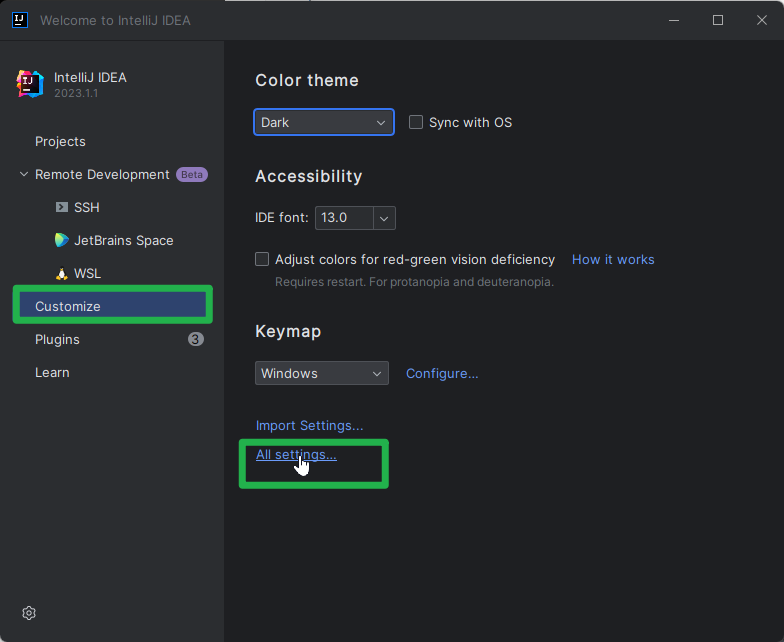 Welcome to IntelliJ IDEA
IntelliJ IDEA
2023.1.1
Projects
Remote Development Beta
SSH
JetBrains Space
WSL
Customize
Plugins 3
Learn
Color theme
Dark Sync with OS
Accessibility
IDE font: 13.0
Adjust colors for red-green vision deficiency How it works
Requires restart. For protanopia and deuteranopia.
Keymap
Windows Configure...
Import Settings...
All settings...